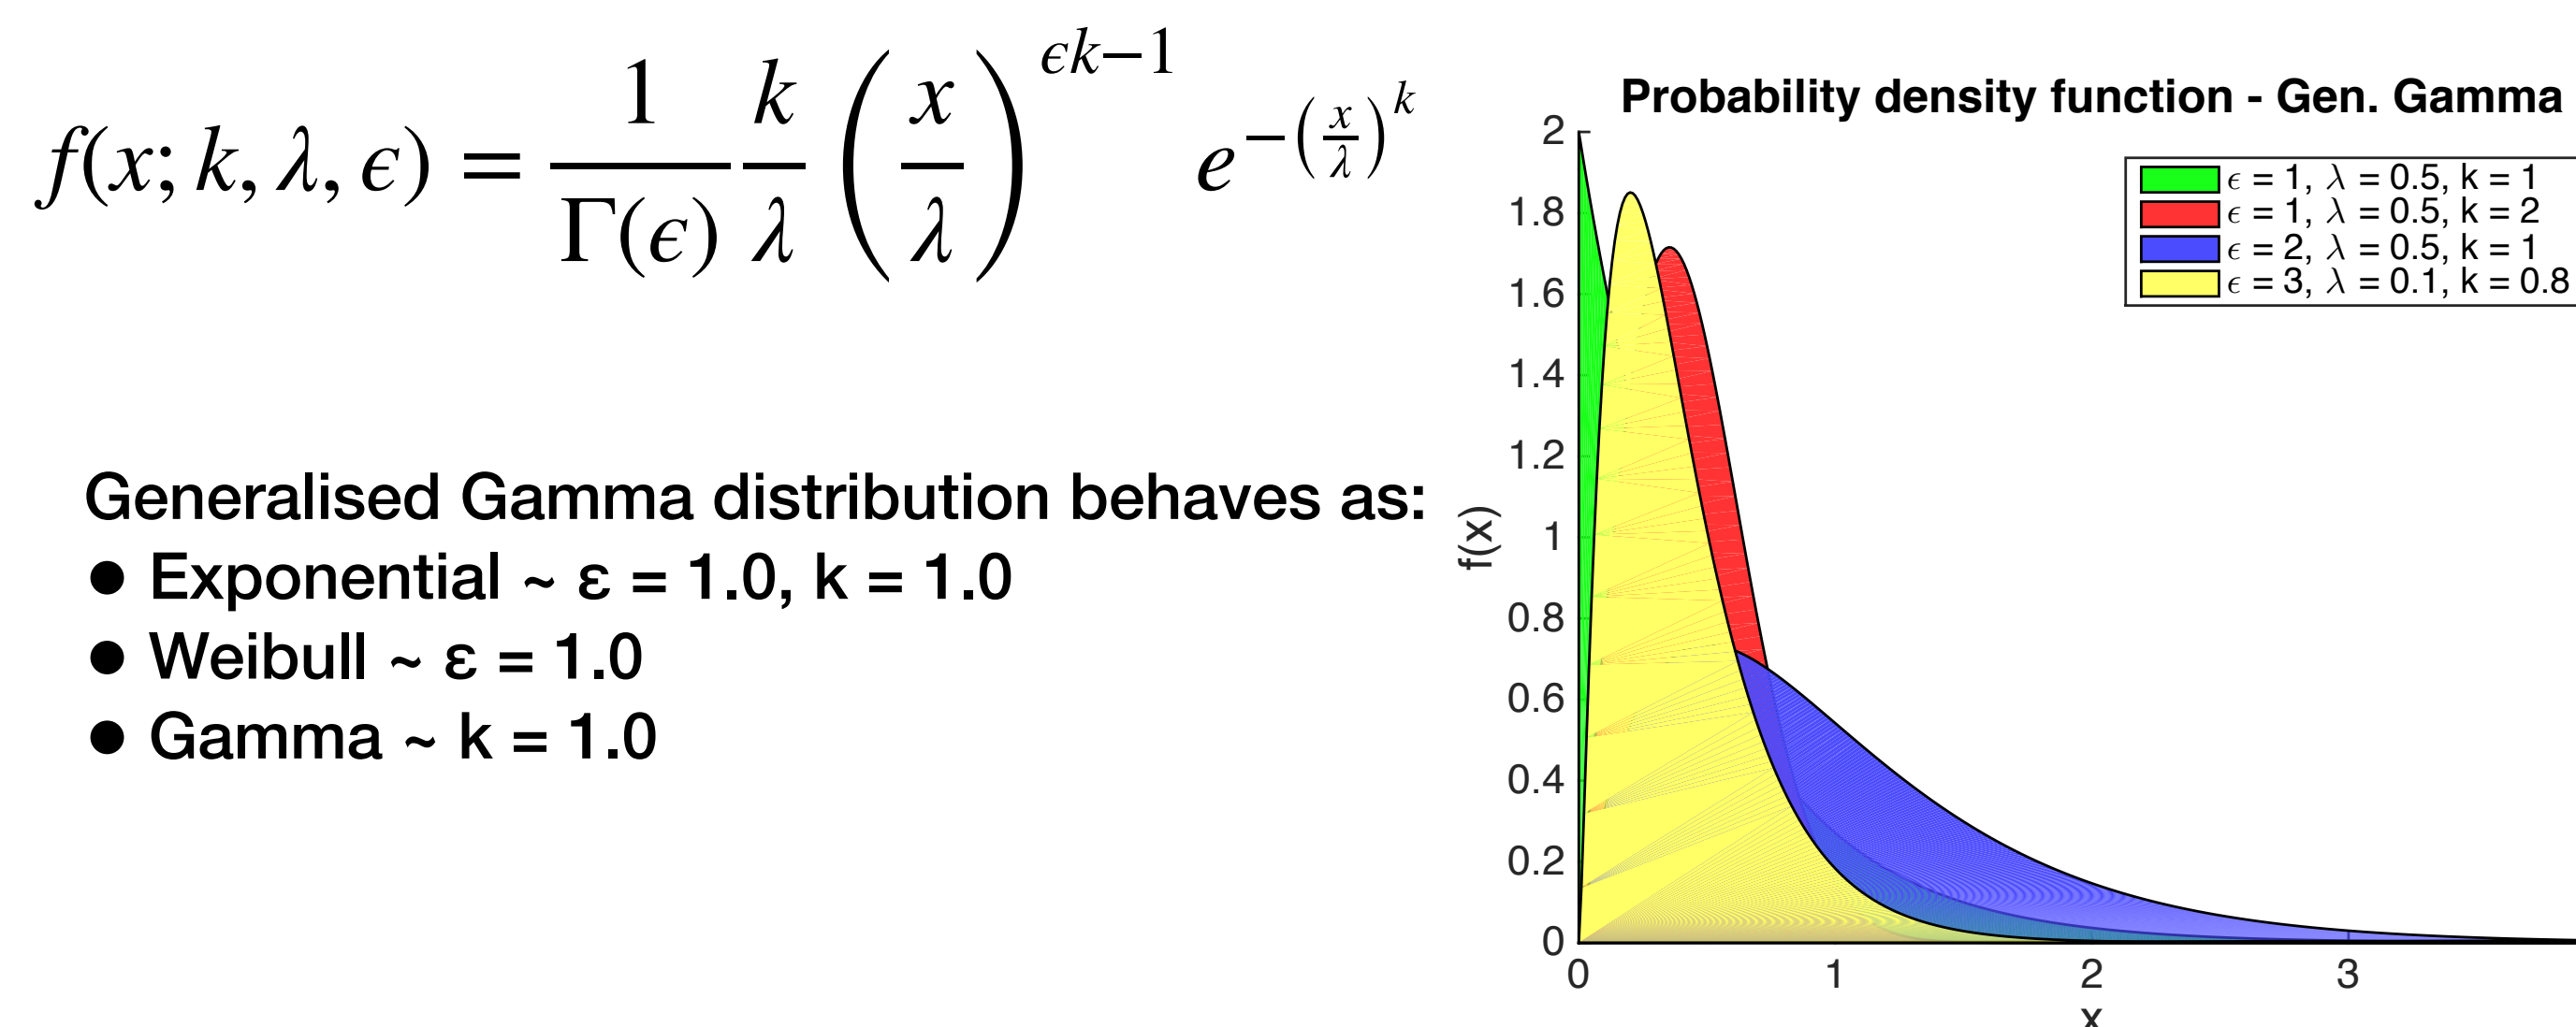 f(x; k, λ, ϵ) = 1/Γ(ϵ) k/λ (x/λ)^{ϵk−1} e^{−(x/λ)^k}
Generalised Gamma distribution behaves as:
● Exponential ~ ε = 1.0, k = 1.0
● Weibull ~ ε = 1.0
● Gamma ~ k = 1.0
Probability density function - Gen. Gamma
ϵ = 1, λ = 0.5, k = 1
ϵ = 1, λ = 0.5, k = 2
ϵ = 2, λ = 0.5, k = 1
ϵ = 3, λ = 0.1, k = 0.8
f(x)
2
1.8
1.6
1.4
1.2
1
0.8
0.6
0.4
0.2
0
0 1 2 3
x